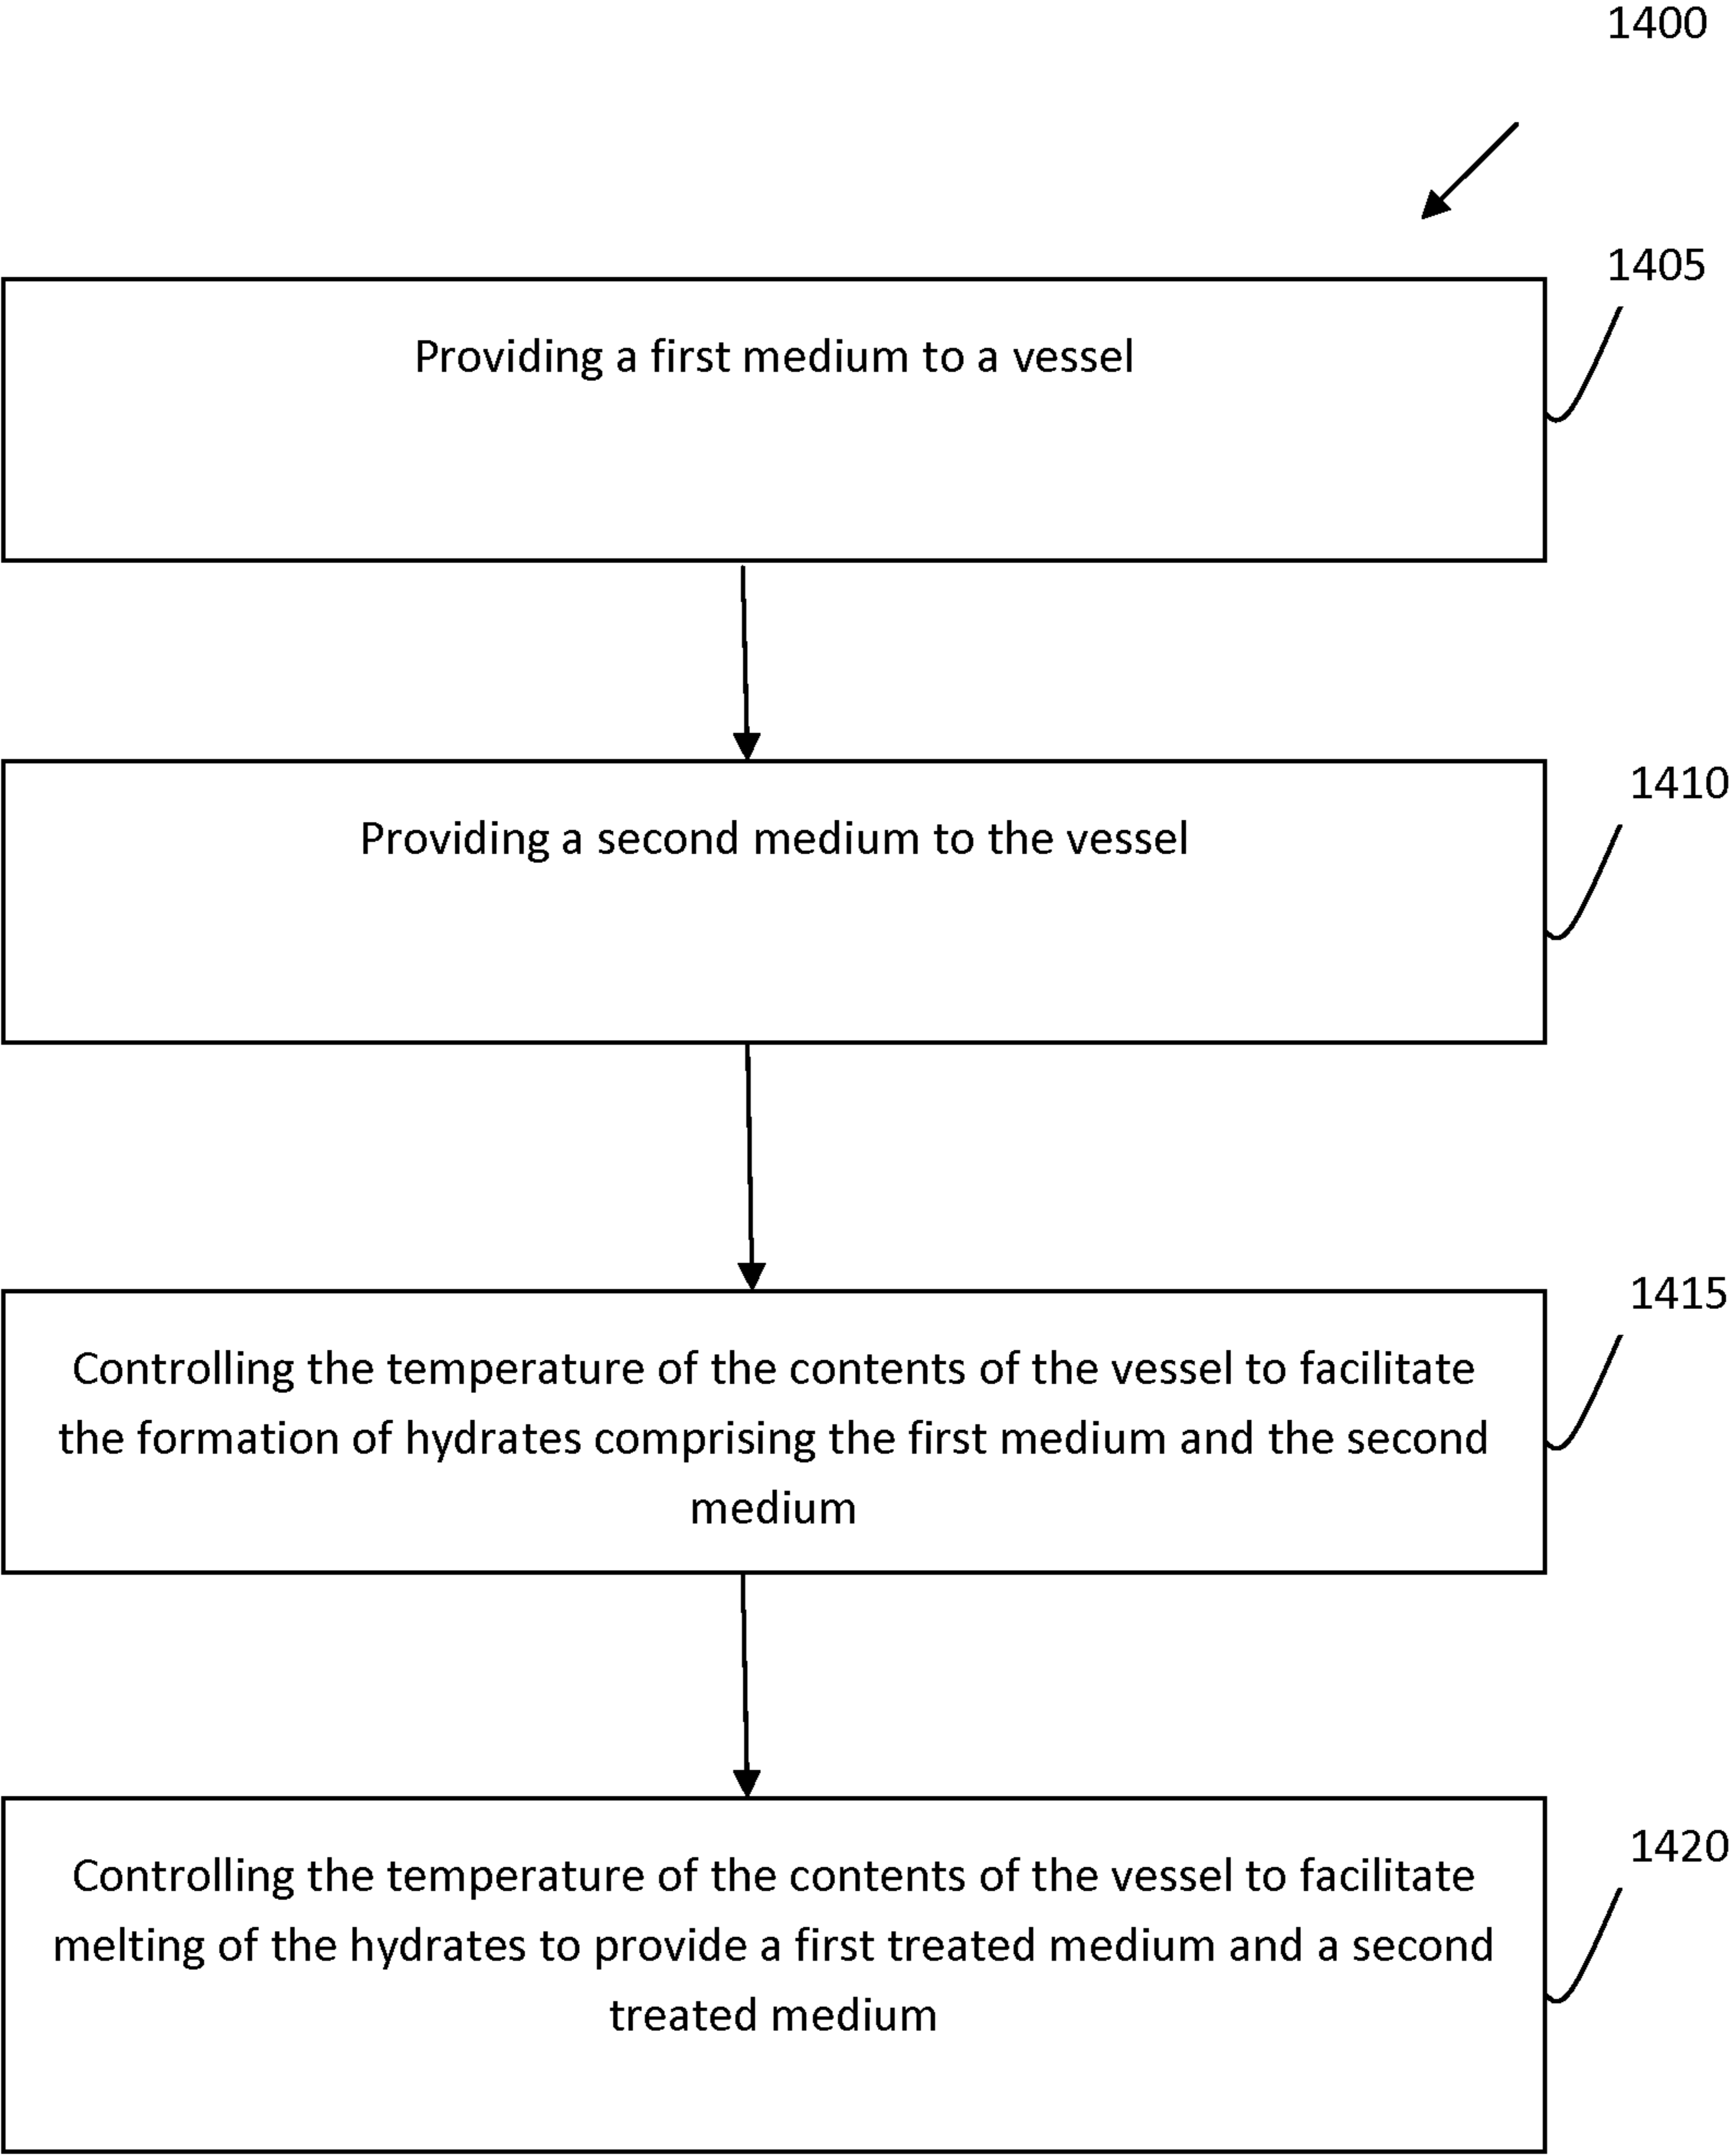 1400
1405
Providing a first medium to a vessel
1410
Providing a second medium to the vessel
1415
Controlling the temperature of the contents of the vessel to facilitate
the formation of hydrates comprising the first medium and the second
medium
1420
Controlling the temperature of the contents of the vessel to facilitate
melting of the hydrates to provide a first treated medium and a second
treated medium